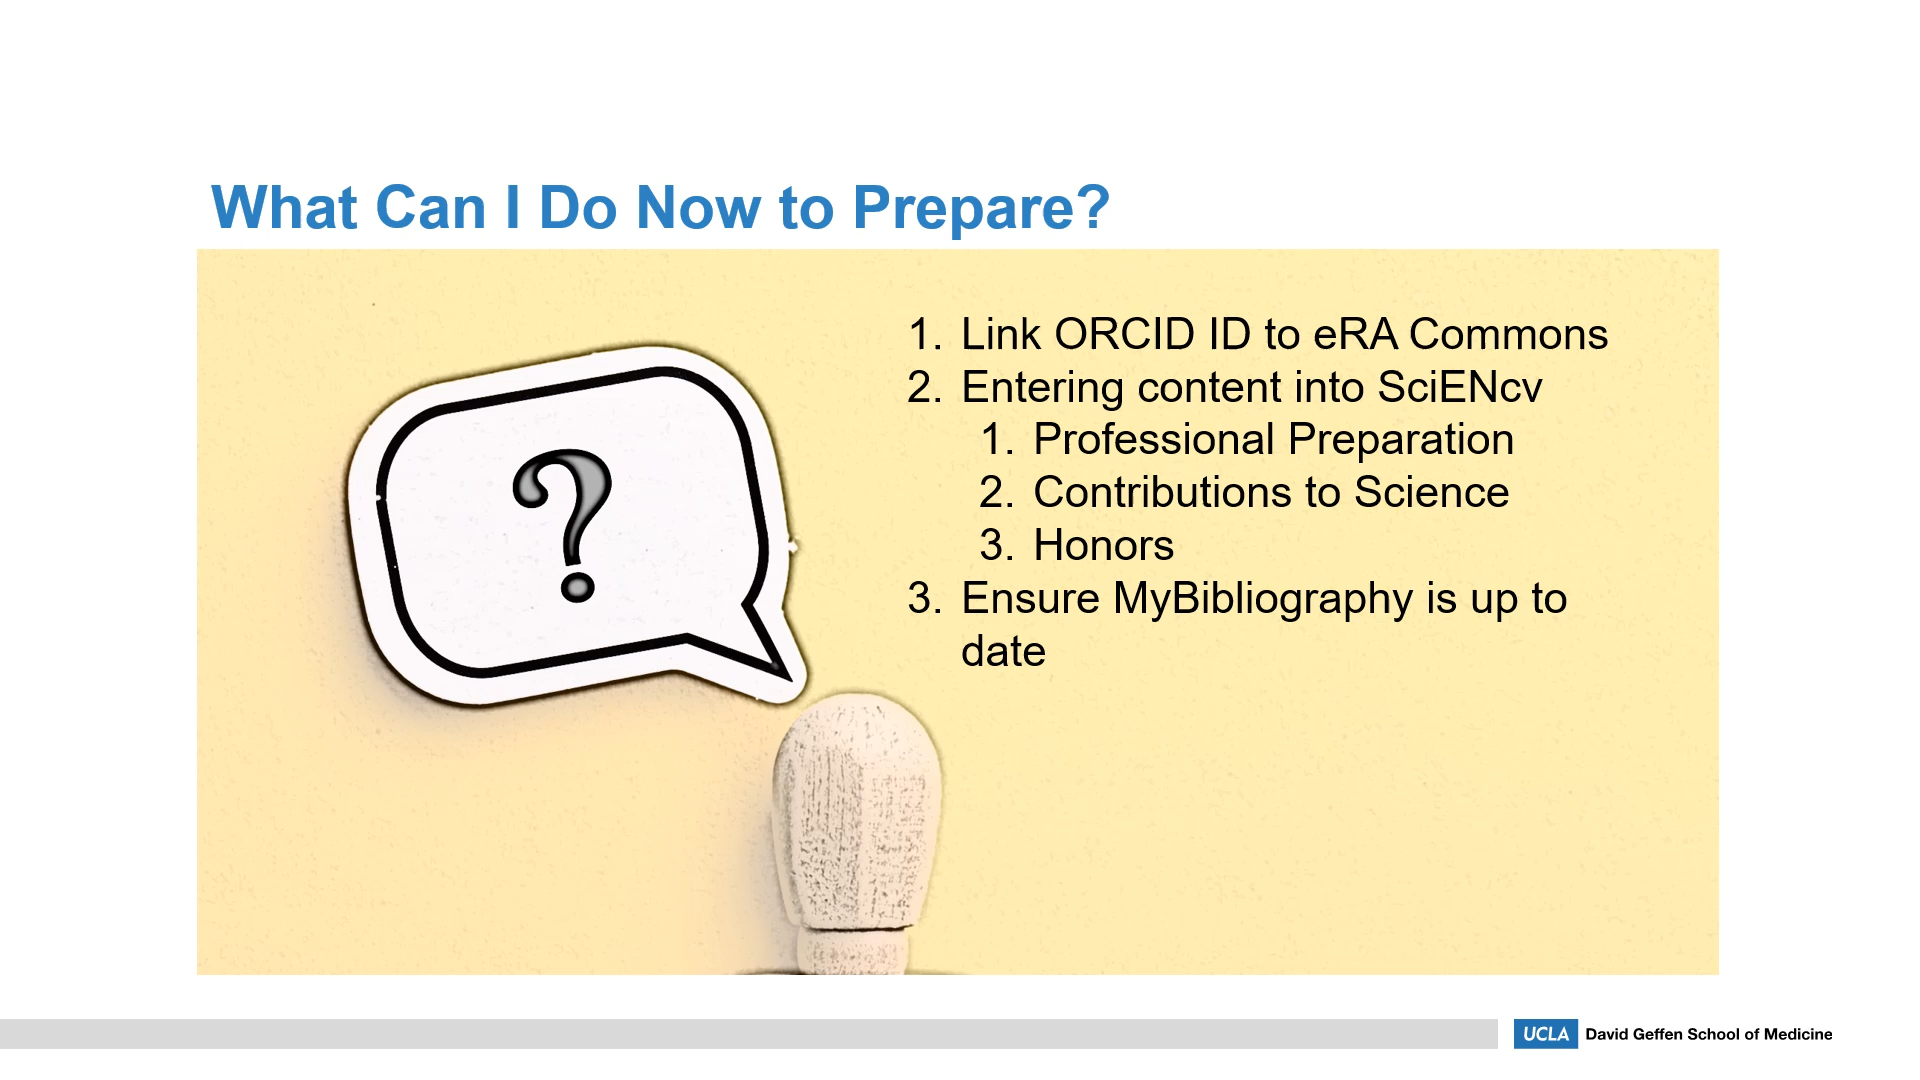 What Can I Do Now to Prepare?
?
1. Link ORCID ID to eRA Commons
2. Entering content into SciENcv
1. Professional Preparation
2. Contributions to Science
3. Honors
3. Ensure MyBibliography is up to
date
UCLA David Geffen School of Medicine